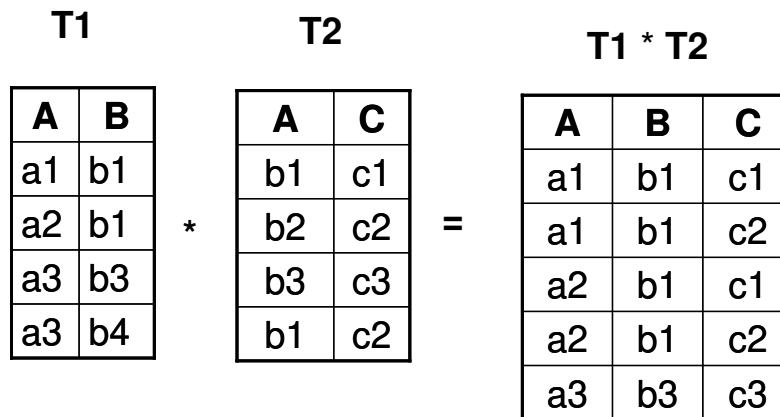 T1 T2 T1 * T2
A B
a1 b1
a2 b1
a3 b3
a3 b4
*
A C
b1 c1
b2 c2
b3 c3
b1 c2
=
A B C
a1 b1 c1
a1 b1 c2
a2 b1 c1
a2 b1 c2
a3 b3 c3